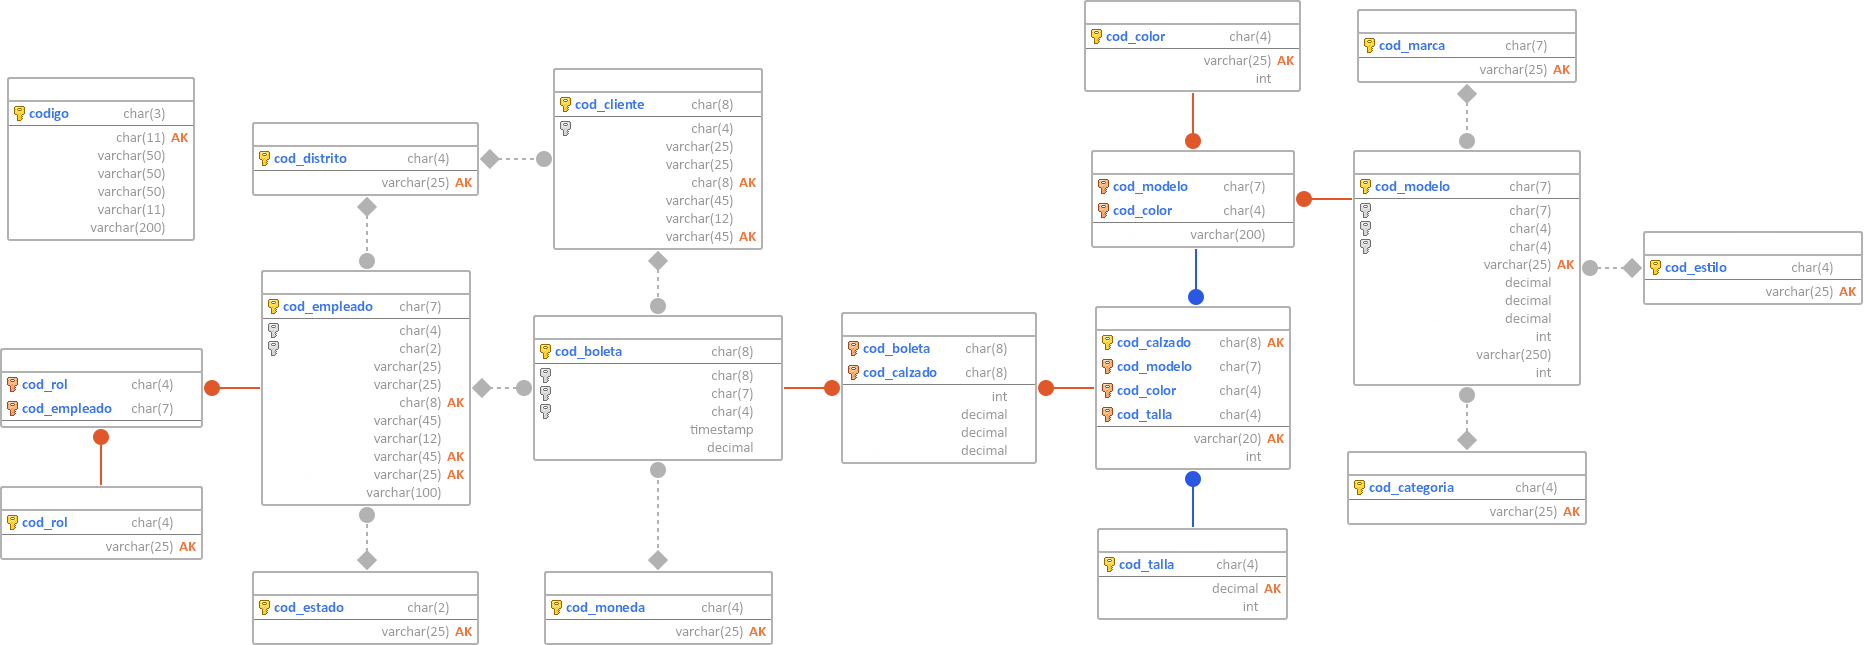 codigo char(3)
char(11) AK
varchar(50)
varchar(50)
varchar(50)
varchar(11)
varchar(200)
cod_rol char(4)
cod_empleado char(7)
cod_rol char(4)
varchar(25) AK
cod_distrito char(4)
varchar(25) AK
cod_empleado char(7)
char(4)
char(2)
varchar(25)
varchar(25)
char(8) AK
varchar(45)
varchar(12)
varchar(45) AK
varchar(25) AK
varchar(100)
cod_estado char(2)
varchar(25) AK
cod_cliente char(8)
char(4)
varchar(25)
varchar(25)
char(8) AK
varchar(45)
varchar(12)
varchar(45) AK
cod_boleta char(8)
char(8)
char(7)
char(4)
timestamp
decimal
cod_moneda char(4)
varchar(25) AK
cod_boleta char(8)
cod_calzado char(8)
int
decimal
decimal
decimal
cod_color char(4)
varchar(25) AK
int
cod_modelo char(7)
cod_color char(4)
varchar(200)
cod_calzado char(8) AK
cod_modelo char(7)
cod_color char(4)
cod_talla char(4)
varchar(20) AK
int
cod_talla char(4)
decimal AK
int
cod_marca char(7)
varchar(25) AK
cod_modelo char(7)
char(7)
char(4)
char(4)
varchar(25) AK
decimal
decimal
decimal
int
varchar(250)
int
cod_categoria char(4)
varchar(25) AK
cod_estilo char(4)
varchar(25) AK